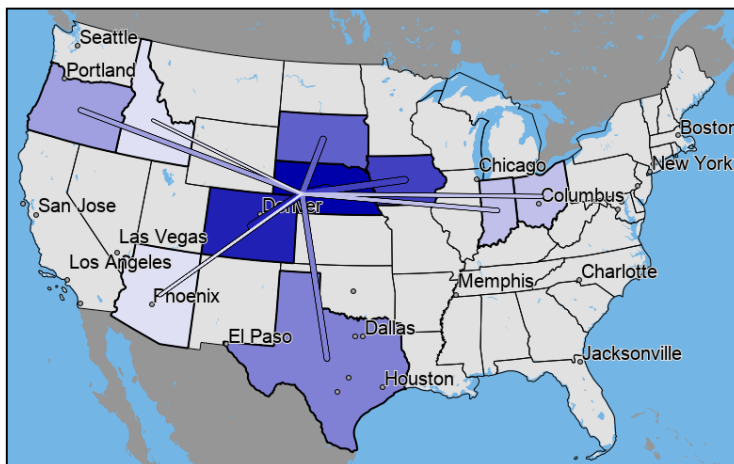 Seattle
Portland
Boston
Chicago
New York
Columbus
San Jose
Denver
Las Vegas
Los Angeles
Memphis
Charlotte
Phoenix
El Paso
Dallas
Jacksonville
Houston